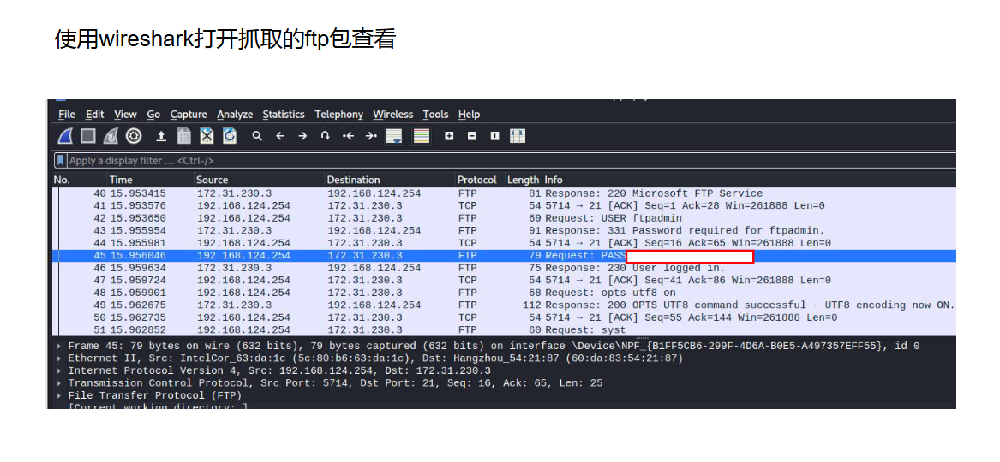 使用wireshark打开抓取的ftp包查看
File Edit View Go Capture Analyze Statistics Telephony Wireless Tools Help
Apply a display filter … <Ctrl-/>
No. Time Source Destination Protocol Length Info
40 15.953415 172.31.230.3 192.168.124.254 FTP 81 Response: 220 Microsoft FTP Service
41 15.953576 192.168.124.254 172.31.230.3 TCP 54 5714 → 21 [ACK] Seq=1 Ack=28 Win=261888 Len=0
42 15.953650 192.168.124.254 172.31.230.3 FTP 69 Request: USER ftpadmin
43 15.955954 172.31.230.3 192.168.124.254 FTP 91 Response: 331 Password required for ftpadmin.
44 15.955981 192.168.124.254 172.31.230.3 TCP 54 5714 → 21 [ACK] Seq=16 Ack=65 Win=261888 Len=0
45 15.956046 192.168.124.254 172.31.230.3 FTP 79 Request: PASS
46 15.959634 172.31.230.3 192.168.124.254 FTP 75 Response: 230 User logged in.
47 15.959724 192.168.124.254 172.31.230.3 TCP 54 5714 → 21 [ACK] Seq=41 Ack=86 Win=261888 Len=0
48 15.959901 192.168.124.254 172.31.230.3 FTP 68 Request: opts utf8 on
49 15.962675 172.31.230.3 192.168.124.254 FTP 112 Response: 200 OPTS UTF8 command successful - UTF8 encoding now ON.
50 15.962735 192.168.124.254 172.31.230.3 TCP 54 5714 → 21 [ACK] Seq=55 Ack=144 Win=261888 Len=0
51 15.962852 192.168.124.254 172.31.230.3 FTP 60 Request: syst
Frame 45: 79 bytes on wire (632 bits), 79 bytes captured (632 bits) on interface \Device\NPF_{B1FF5CB6-299F-4D6A-B0E5-A497357EFF55}, id 0
Ethernet II, Src: IntelCor_63:da:1c (5c:80:b6:63:da:1c), Dst: Hangzhou_54:21:87 (60:da:83:54:21:87)
Internet Protocol Version 4, Src: 192.168.124.254, Dst: 172.31.230.3
Transmission Control Protocol, Src Port: 5714, Dst Port: 21, Seq: 16, Ack: 65, Len: 25
File Transfer Protocol (FTP)
[Current working directory: ]